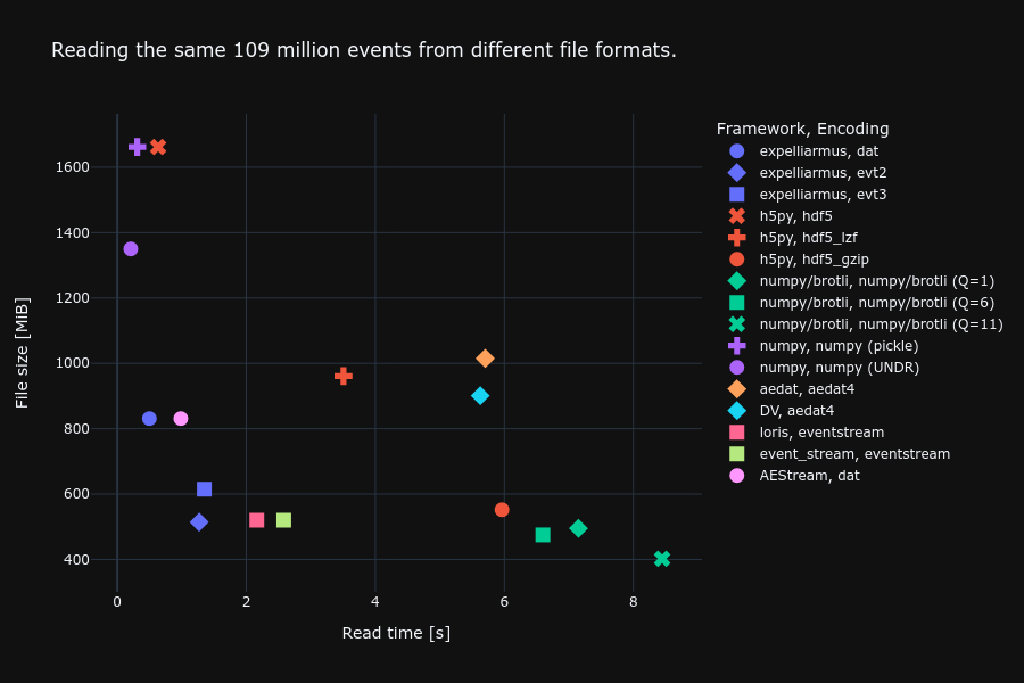 Reading the same 109 million events from different file formats.
Framework, Encoding
expelliarmus, dat
expelliarmus, evt2
expelliarmus, evt3
h5py, hdf5
h5py, hdf5_lzf
h5py, hdf5_gzip
numpy/brotli, numpy/brotli (Q=1)
numpy/brotli, numpy/brotli (Q=6)
numpy/brotli, numpy/brotli (Q=11)
numpy, numpy (pickle)
numpy, numpy (UNDR)
aedat, aedat4
DV, aedat4
loris, eventstream
event_stream, eventstream
AEStream, dat
File size [MiB]
1600
1400
1200
1000
800
600
400
0 2 4 6 8
Read time [s]